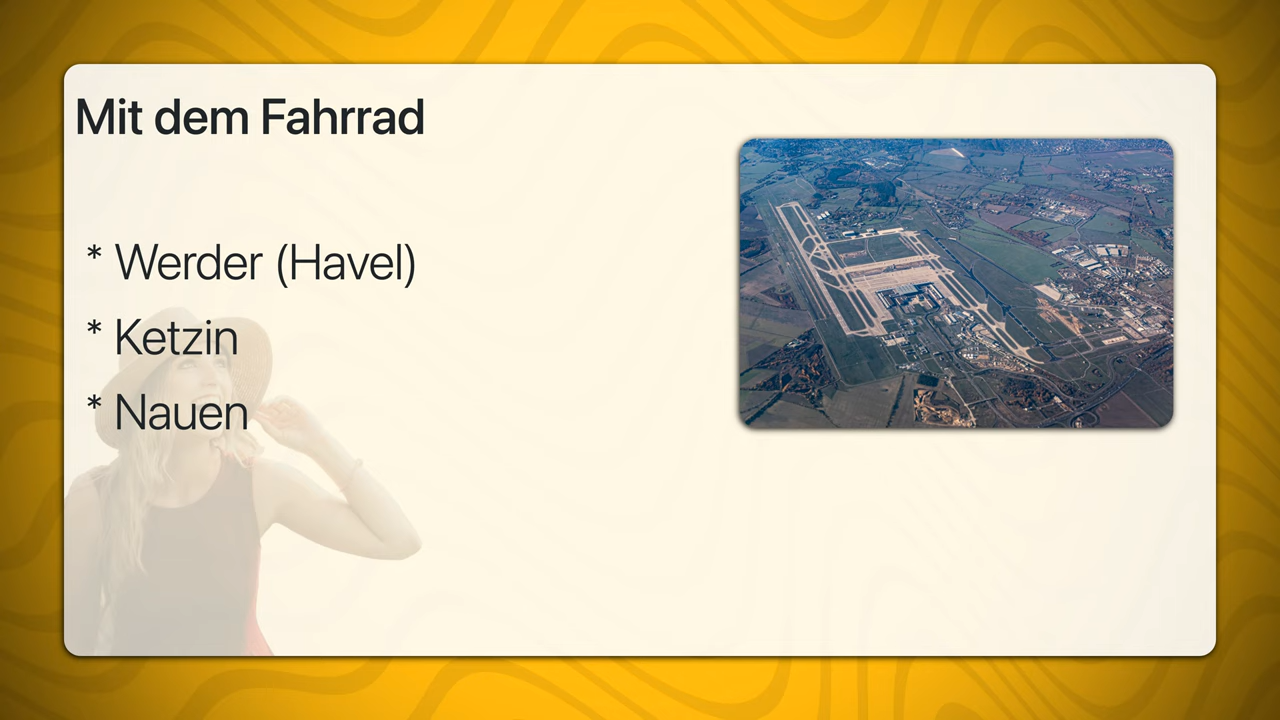 Mit dem Fahrrad
* Werder (Havel)
* Ketzin
* Nauen